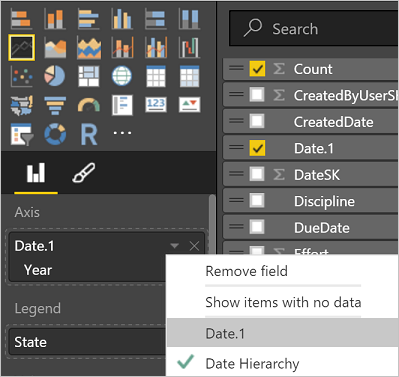 Search
Count
CreatedByUserSK
CreatedDate
Date.1
DateSK
Discipline
DueDate
Effort
R
Axis
Date.1
Year
Legend
State
Remove field
Show items with no data
Date.1
Date Hierarchy